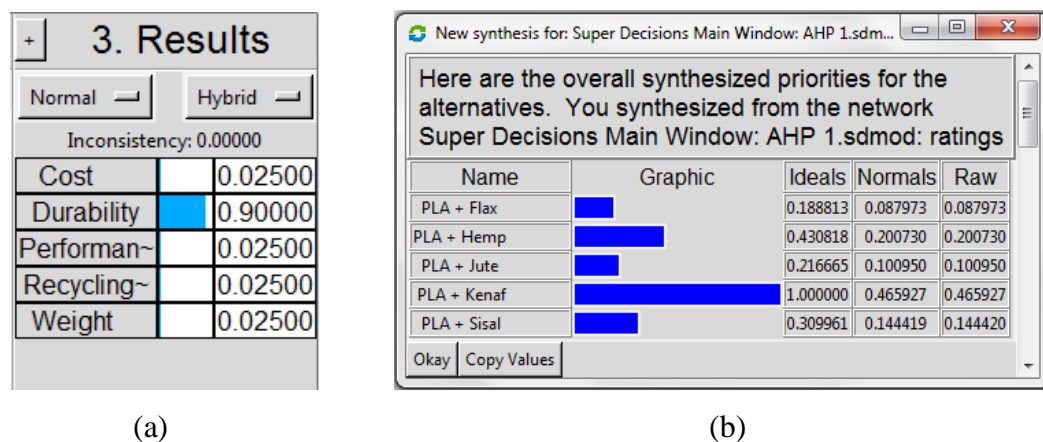 + 3. Results
Normal Hybrid
Inconsistency: 0.00000
Cost 0.02500
Durability 0.90000
Performan~ 0.02500
Recycling~ 0.02500
Weight 0.02500
(a)
New synthesis for: Super Decisions Main Window: AHP 1.sdm...
Here are the overall synthesized priorities for the
alternatives. You synthesized from the network
Super Decisions Main Window: AHP 1.sdmod: ratings
Name Graphic Ideals Normals Raw
PLA + Flax 0.188813 0.087973 0.087973
PLA + Hemp 0.430818 0.200730 0.200730
PLA + Jute 0.216665 0.100950 0.100950
PLA + Kenaf 1.000000 0.465927 0.465927
PLA + Sisal 0.309961 0.144419 0.144420
Okay Copy Values
(b)